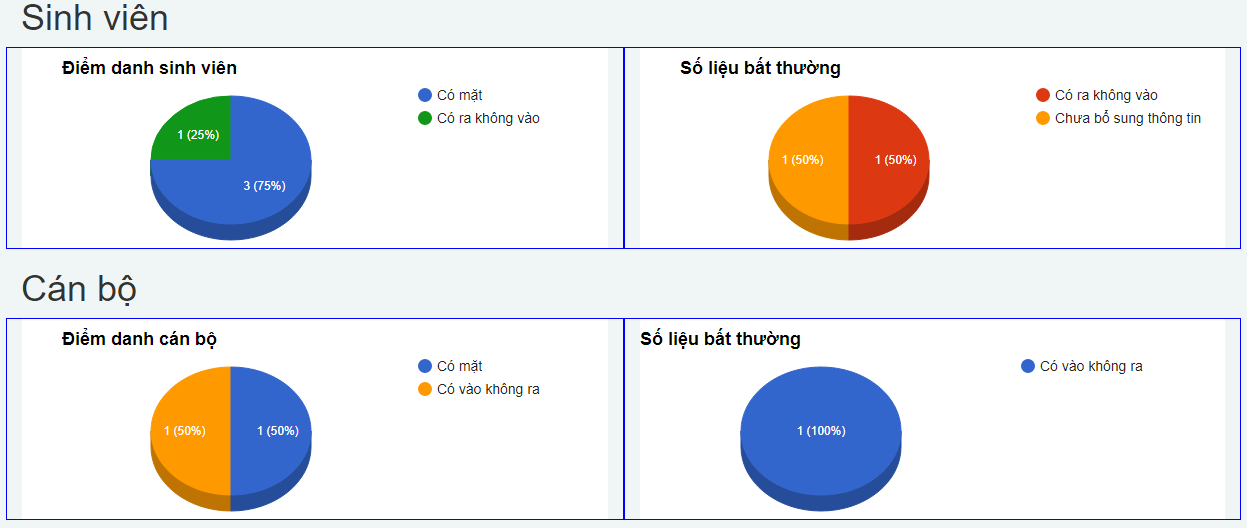 Sinh viên
Điểm danh sinh viên
Có mặt
Có ra không vào
1 (25%)
3 (75%)
Số liệu bất thường
Có ra không vào
Chưa bổ sung thông tin
1 (50%)
1 (50%)
Cán bộ
Điểm danh cán bộ
Có mặt
Có vào không ra
1 (50%)
1 (50%)
Số liệu bất thường
Có vào không ra
1 (100%)